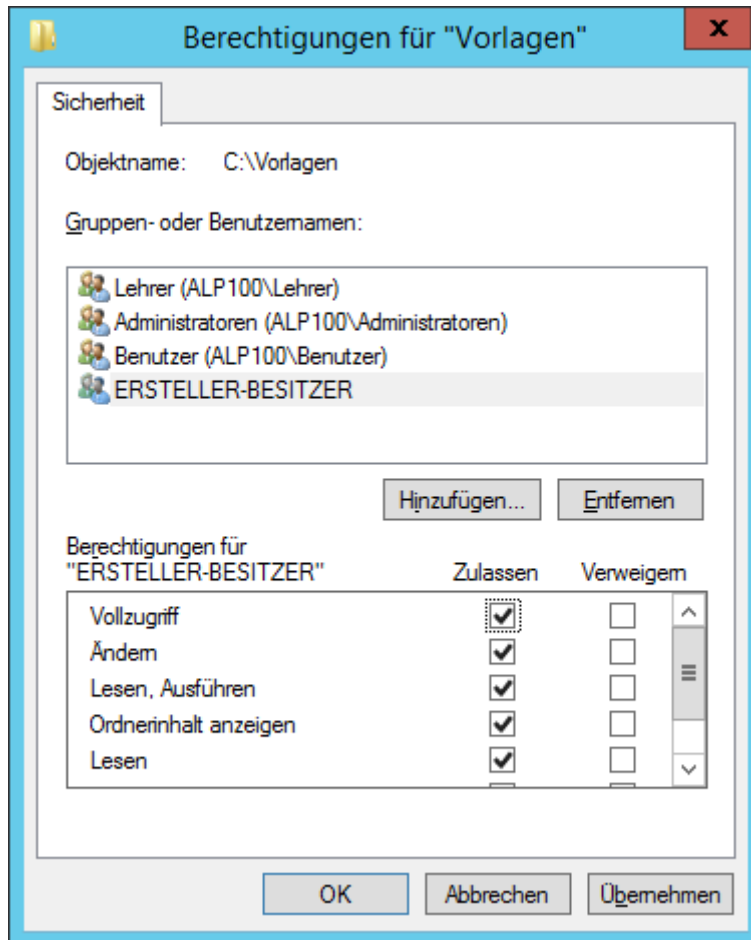 Berechtigungen für "Vorlagen"
x
Sicherheit
Objektname: C:\Vorlagen
Gruppen- oder Benutzernamen:
Lehrer (ALP100\Lehrer)
Administratoren (ALP100\Administratoren)
Benutzer (ALP100\Benutzer)
ERSTELLER-BESITZER
Hinzufügen... Entfernen
Berechtigungen für
"ERSTELLER-BESITZER" Zulassen Verweigern
Vollzugriff
Ändern
Lesen, Ausführen
Ordnerinhalt anzeigen
Lesen
OK Abbrechen Übernehmen